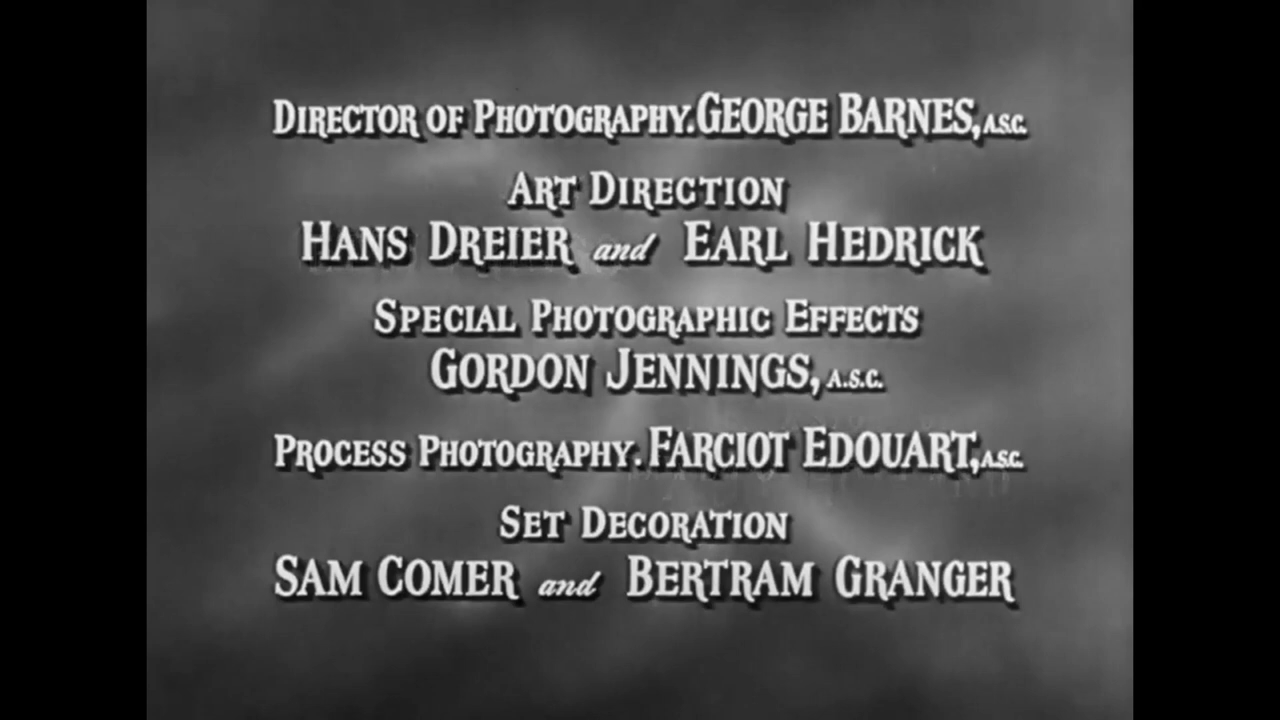 DIRECTOR OF PHOTOGRAPHY. GEORGE BARNES, A.S.C.
ART DIRECTION
HANS DREIER and EARL HEDRICK
SPECIAL PHOTOGRAPHIC EFFECTS
GORDON JENNINGS, A.S.C.
PROCESS PHOTOGRAPHY. FARCIOT EDOUART, A.S.C.
SET DECORATION
SAM COMER and BERTRAM GRANGER